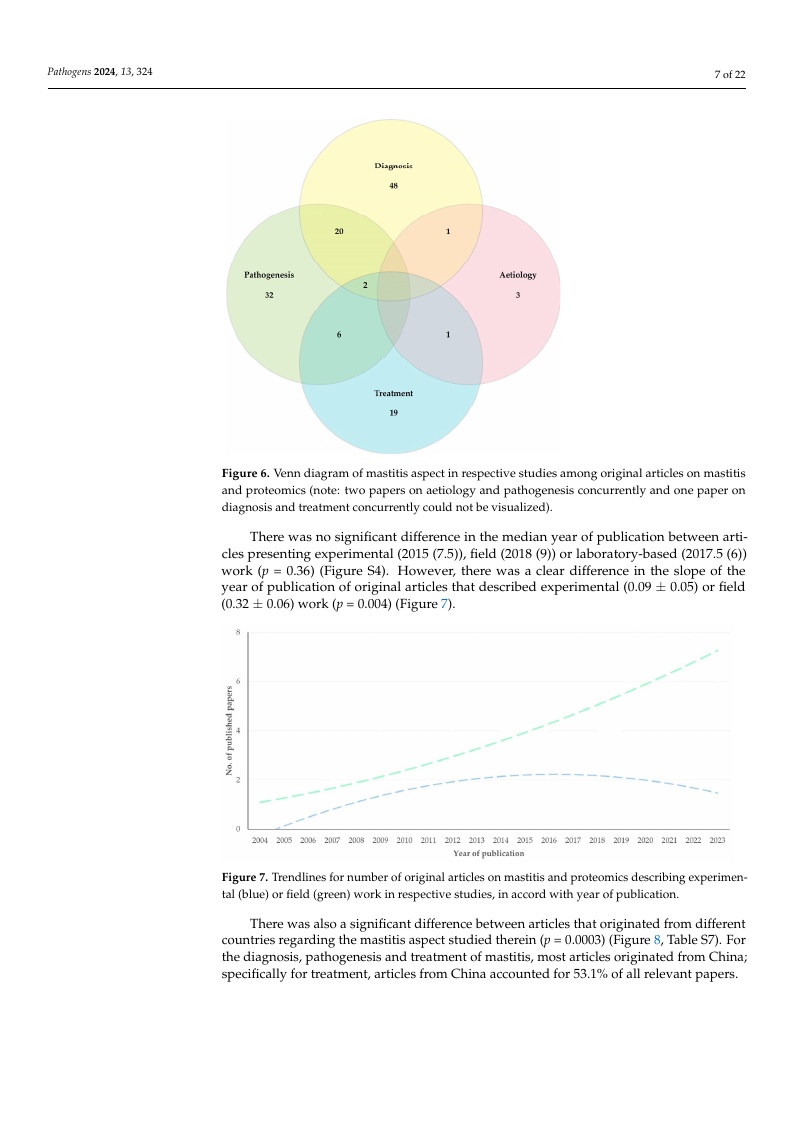 Pathogens 2024, 13, 324
7 of 22
Diagnosis
48
20
1
Pathogenesis
32
Aetiology
3
2
6
1
Treatment
19
Figure 6. Venn diagram of mastitis aspect in respective studies among original articles on mastitis
and proteomics (note: two papers on aetiology and pathogenesis concurrently and one paper on
diagnosis and treatment concurrently could not be visualized).
There was no significant difference in the median year of publication between arti-
cles presenting experimental (2015 (7.5)), field (2018 (9)) or laboratory-based (2017.5 (6))
work (p = 0.36) (Figure S4). However, there was a clear difference in the slope of the
year of publication of original articles that described experimental (0.09 ± 0.05) or field
(0.32 ± 0.06) work (p = 0.004) (Figure 7).
8
6
4
2
0
No. of published papers
2004 2005 2006 2007 2008 2009 2010 2011 2012 2013 2014 2015 2016 2017 2018 2019 2020 2021 2022 2023
Year of publication
Figure 7. Trendlines for number of original articles on mastitis and proteomics describing experimen-
tal (blue) or field (green) work in respective studies, in accord with year of publication.
There was also a significant difference between articles that originated from different
countries regarding the mastitis aspect studied therein (p = 0.0003) (Figure 8, Table S7). For
the diagnosis, pathogenesis and treatment of mastitis, most articles originated from China;
specifically for treatment, articles from China accounted for 53.1% of all relevant papers.